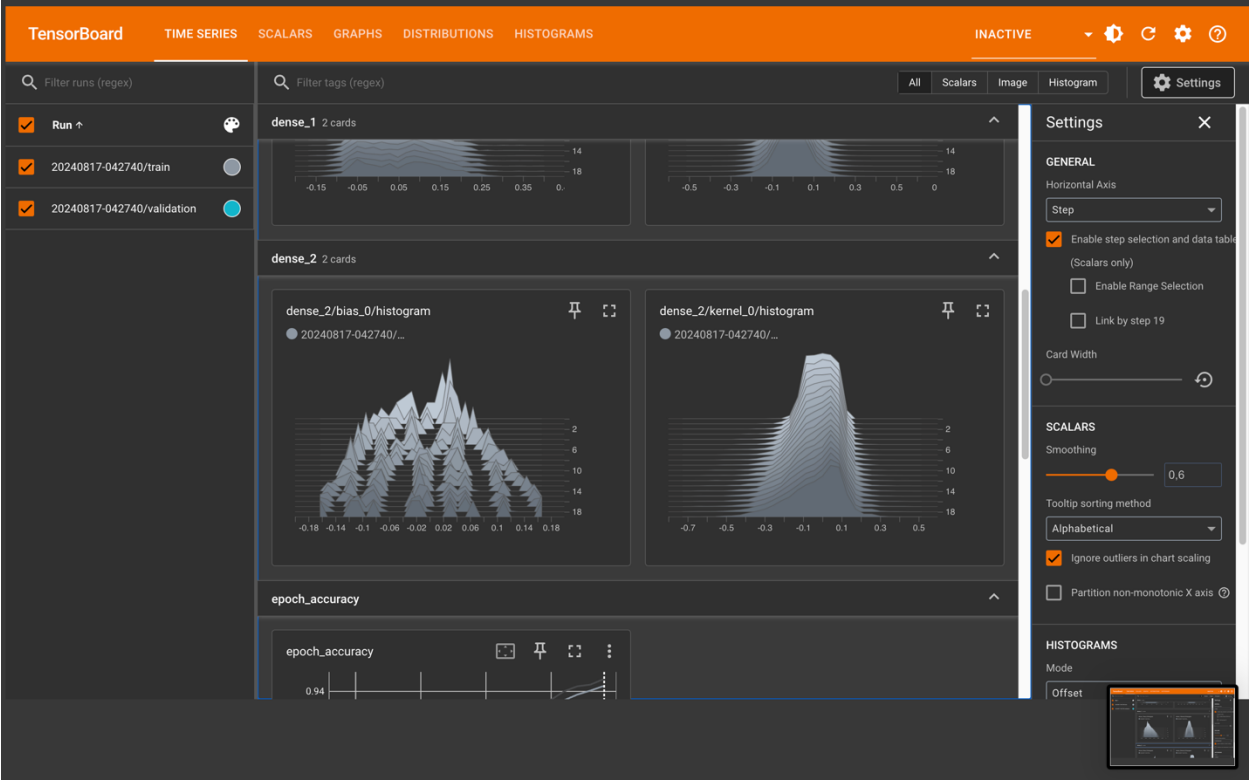 TensorBoard TIME SERIES SCALARS GRAPHS DISTRIBUTIONS HISTOGRAMS INACTIVE
Filter runs (regex)
Filter tags (regex)
All Scalars Image Histogram Settings
Run
20240817-042740/train
20240817-042740/validation
dense_1 2 cards
14
18
-0.15 -0.05 0.05 0.15 0.25 0.35 0.
14
18
-0.5 -0.3 -0.1 0.1 0.3 0.5 0
dense_2 2 cards
dense_2/bias_0/histogram
20240817-042740/...
2
6
10
14
18
-0.18 -0.14 -0.1 -0.06 -0.02 0.02 0.06 0.1 0.14 0.18
dense_2/kernel_0/histogram
20240817-042740/...
2
6
10
14
18
-0.7 -0.5 -0.3 -0.1 0.1 0.3 0.5
epoch_accuracy
epoch_accuracy
0.94
Settings
GENERAL
Horizontal Axis
Step
Enable step selection and data table
(Scalars only)
Enable Range Selection
Link by step 19
Card Width
SCALARS
Smoothing
0,6
Tooltip sorting method
Alphabetical
Ignore outliers in chart scaling
Partition non-monotonic X axis
HISTOGRAMS
Mode
Offset